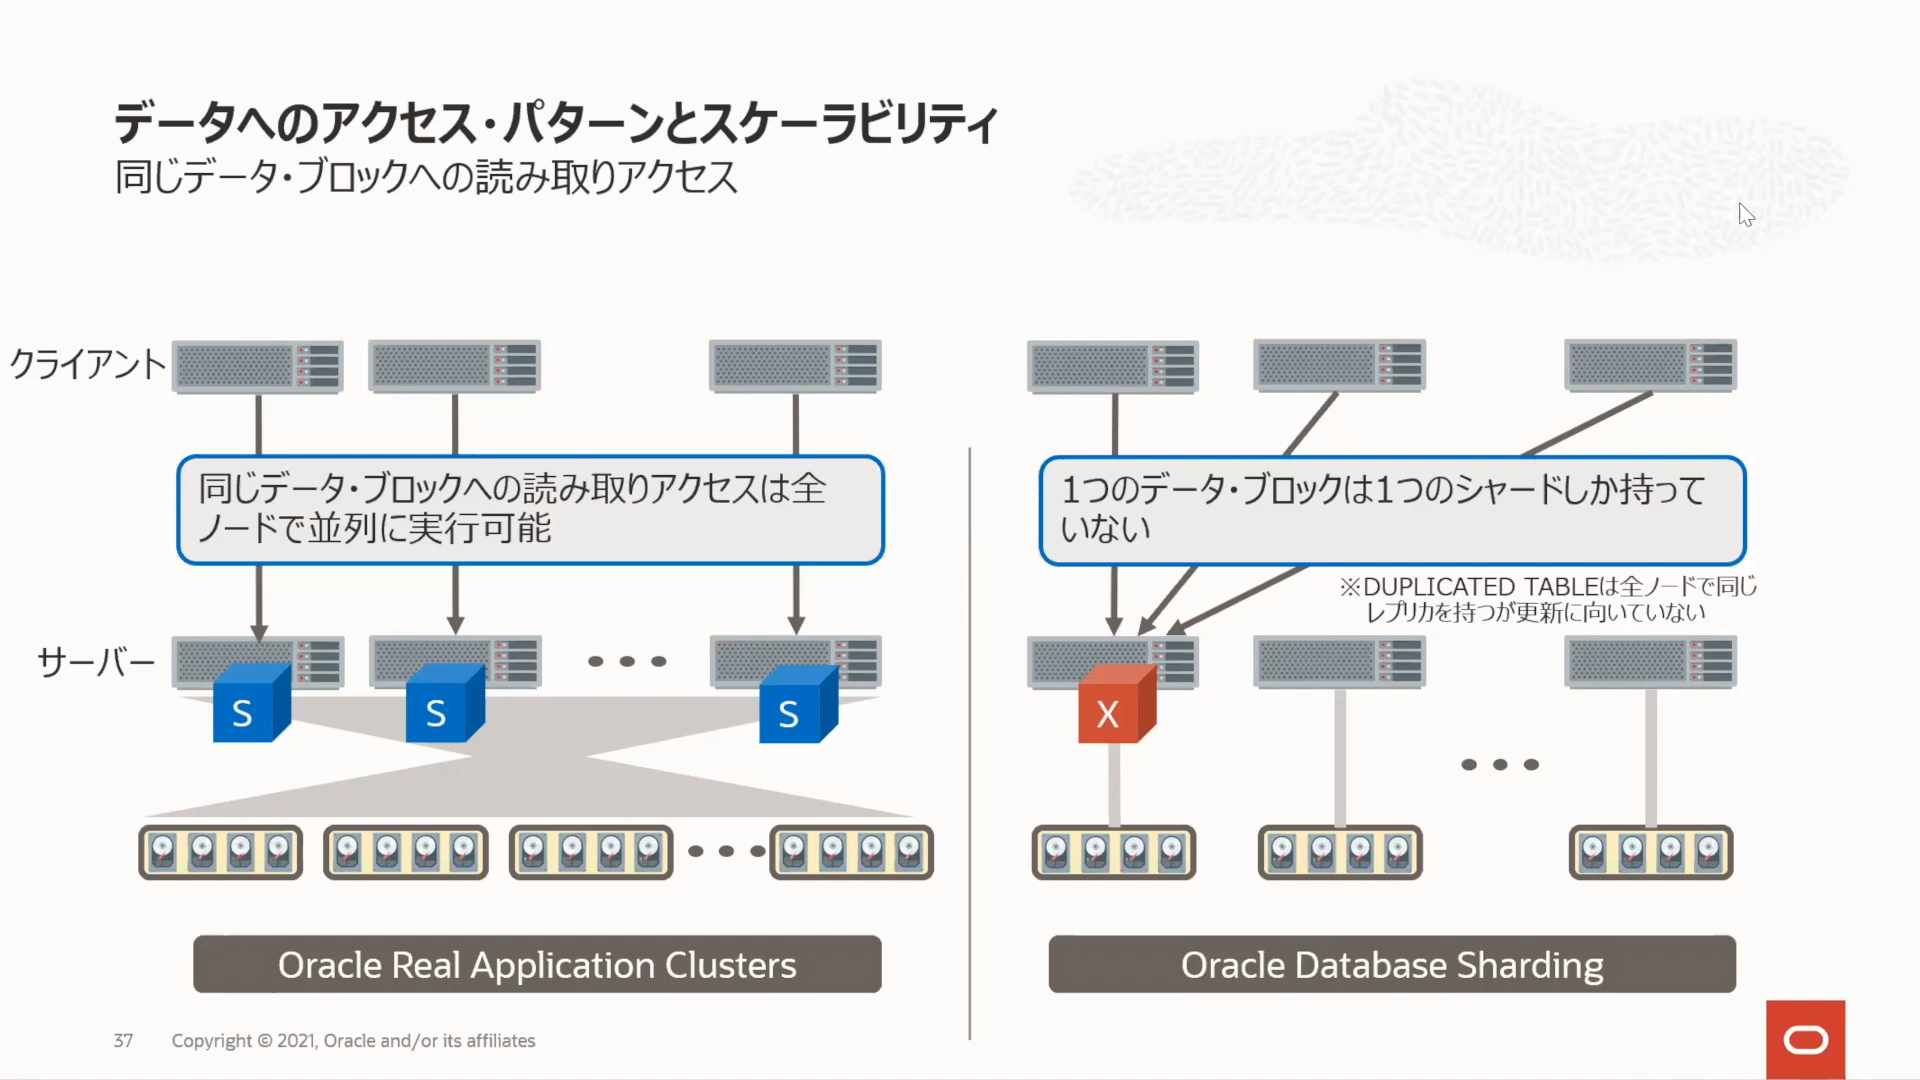 データへのアクセス・パターンとスケーラビリティ
同じデータ・ブロックへの読み取りアクセス
クライアント
同じデータ・ブロックへの読み取りアクセスは全
ノードで並列に実行可能
サーバー
S
S
S
Oracle Real Application Clusters
1つのデータ・ブロックは1つのシャードしか持って
いない
※DUPLICATED TABLEは全ノードで同じ
レプリカを持つが更新に向いていない
X
Oracle Database Sharding
37
Copyright © 2021, Oracle and/or its affiliates